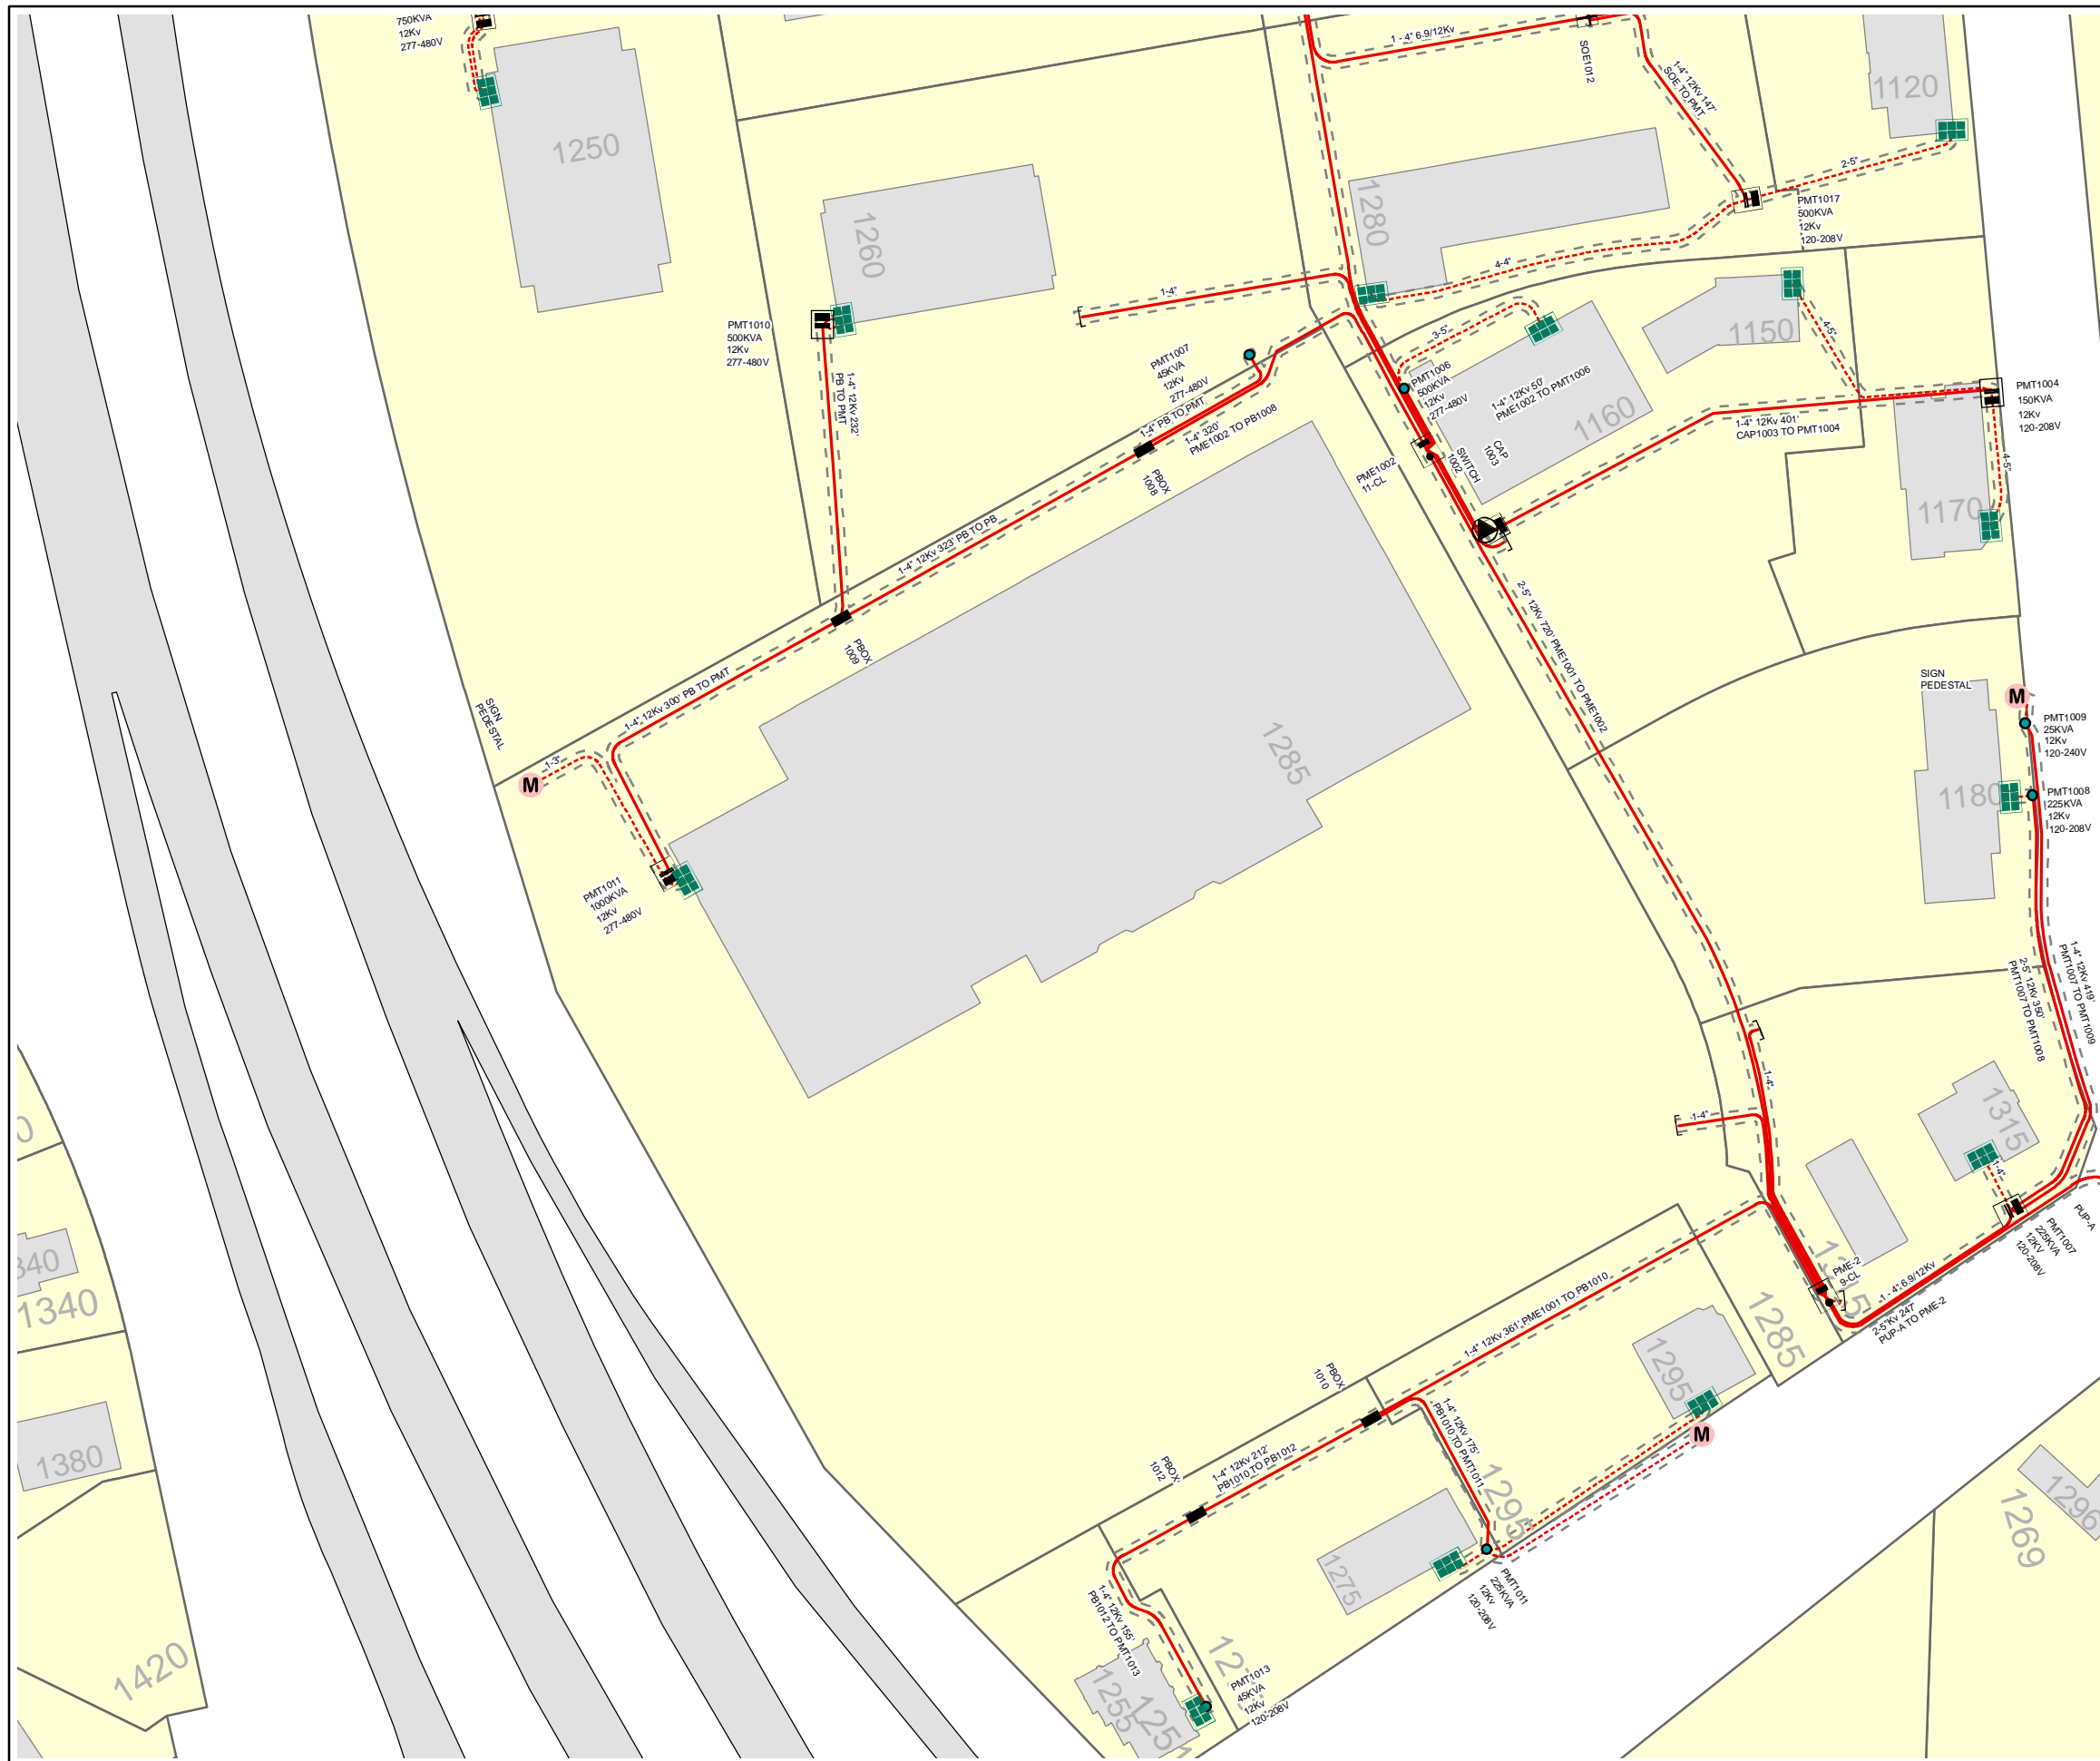 750KVA
12Kv
277-480V
1250
1 - 4" 6.9/12Kv
SOE1012
1-4" 12Kv 147'
SOE TO PMT
1120
2-5"
PMT1017
500KVA
12Kv
120-208V
1260
1280
4-4"
1-4"
PMT1010
500KVA
12Kv
277-480V
1-4" 12Kv 232'
PB TO PMT
PMT1007
45KVA
12Kv
277-480V
3-5"
1150
4-5"
PMT1006
500KVA
12Kv
277-480V
1-4" 12Kv 50'
PME1002 TO PMT1006
1160
PMT1004
150KVA
12Kv
120-208V
1-4" PB TO PMT
1-4" 320'
PME1002 TO PB1008
1-4" 12Kv 401'
CAP1003 TO PMT1004
PBOX
1008
PME1002
11-CL
SWITCH
1002
CAP
1003
4-5"
1170
1-4" 12Kv 323' PB TO PB
PBOX
1009
2-5" 12Kv 720' PME1001 TO PME1002
1-4" 12Kv 300' PB TO PMT
SIGN
PEDESTAL
SIGN
PEDESTAL
M
PMT1009
25KVA
12Kv
120-240V
1285
1-3"
M
1180
PMT1008
225KVA
12Kv
120-208V
PMT1011
1000KVA
12Kv
277-480V
1-4" 12Kv 419'
PMT1007 TO PMT1009
2-5" 12Kv 350'
PMT1007 TO PMT1008
1-4"
1-4"
1315
1-4"
PMT1007
225KVA
12KV
120-208V
PUP-A
1315
PME-2
9-CL
1 - 4" 6.9/12Kv
2-5"Kv 247'
PUP-A TO PME-2
1285
1-4" 12Kv 361' PME1001 TO PB1010
1340
1340
1295
PBOX
1010
1-4" 12Kv 175'
PB1010 TO PMT1011
M
1380
PBOX
1012
1-4" 12Kv 212'
PB1010 TO PB1012
1295
1275
PMT1011
225KVA
12Kv
120-208V
1296
1269
1-4" 12Kv 155'
PB1012 TO PMT1013
1420
PMT1013
45KVA
12Kv
120-208V
1255